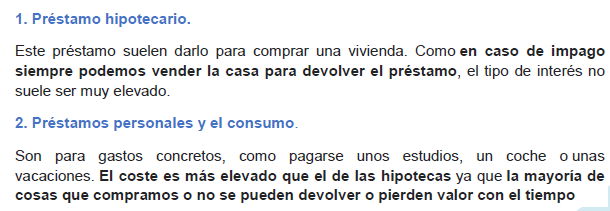 1. Préstamo hipotecario.
Este préstamo suelen darlo para comprar una vivienda. Como en caso de impago
siempre podemos vender la casa para devolver el préstamo, el tipo de interés no
suele ser muy elevado.
2. Préstamos personales y el consumo.
Son para gastos concretos, como pagarse unos estudios, un coche o unas
vacaciones. El coste es más elevado que el de las hipotecas ya que la mayoría de
cosas que compramos o no se pueden devolver o pierden valor con el tiempo